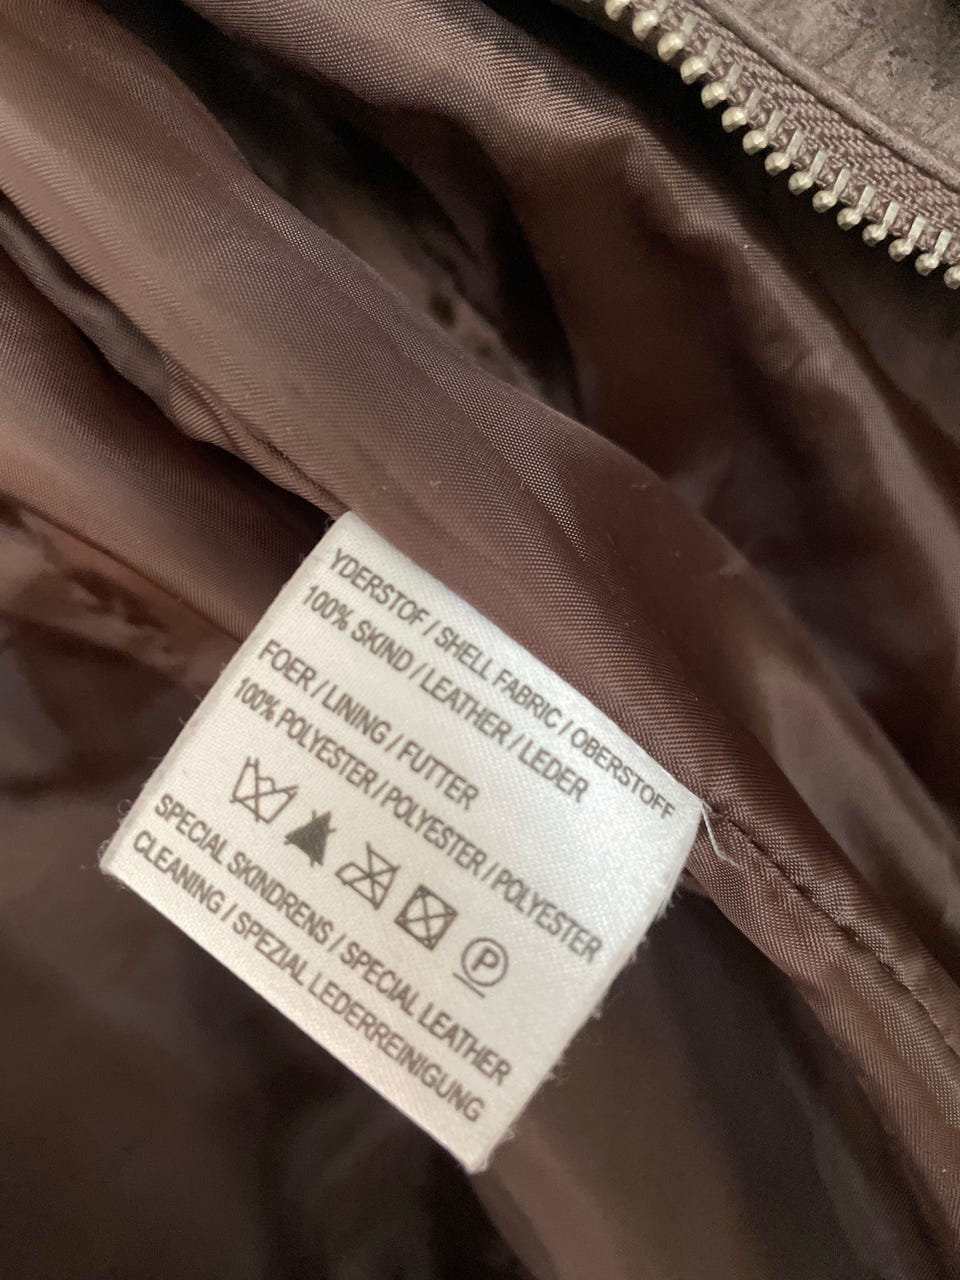 YDERSTOF / SHELL FABRIC / OBERSTOFF
100% SKIND / LEATHER / LEDER
FOER / LINING / FUTTER
100% POLYESTER / POLYESTER / POLYESTER
P
SPECIAL SKINDRENS / SPECIAL LEATHER
CLEANING / SPEZIAL LEDERREINIGUNG